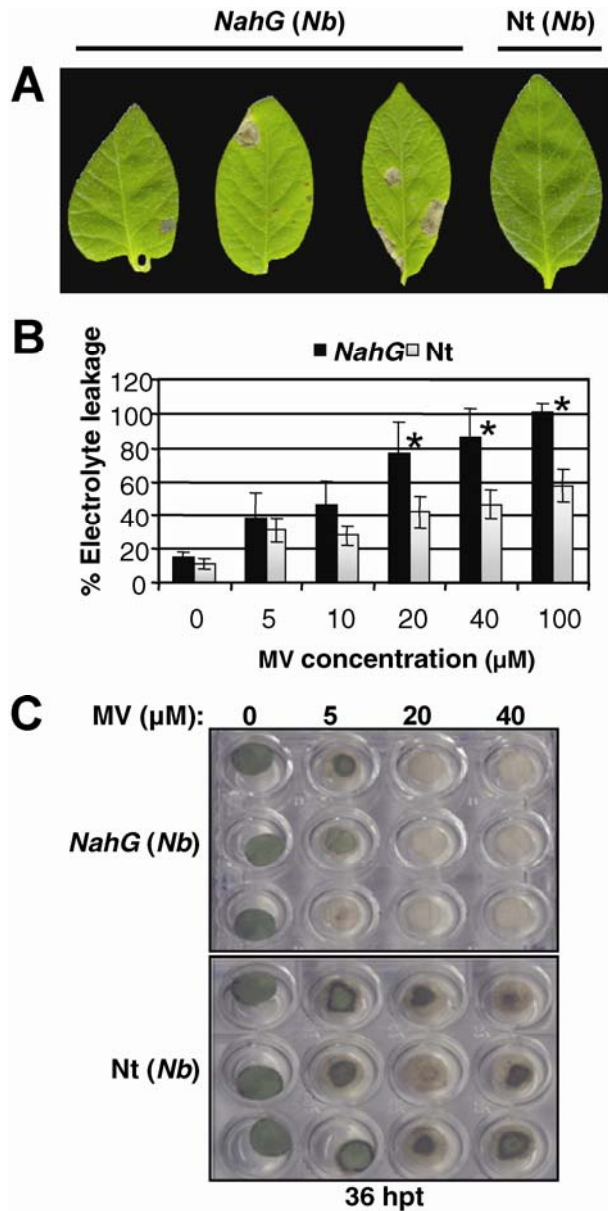 NahG (Nb) Nt (Nb)
A
B
NahG Nt
% Electrolyte leakage
120
100
80
60
40
20
0
* * *
0 5 10 20 40 100
MV concentration (µM)
C
MV (µM): 0 5 20 40
NahG (Nb)
Nt (Nb)
36 hpt